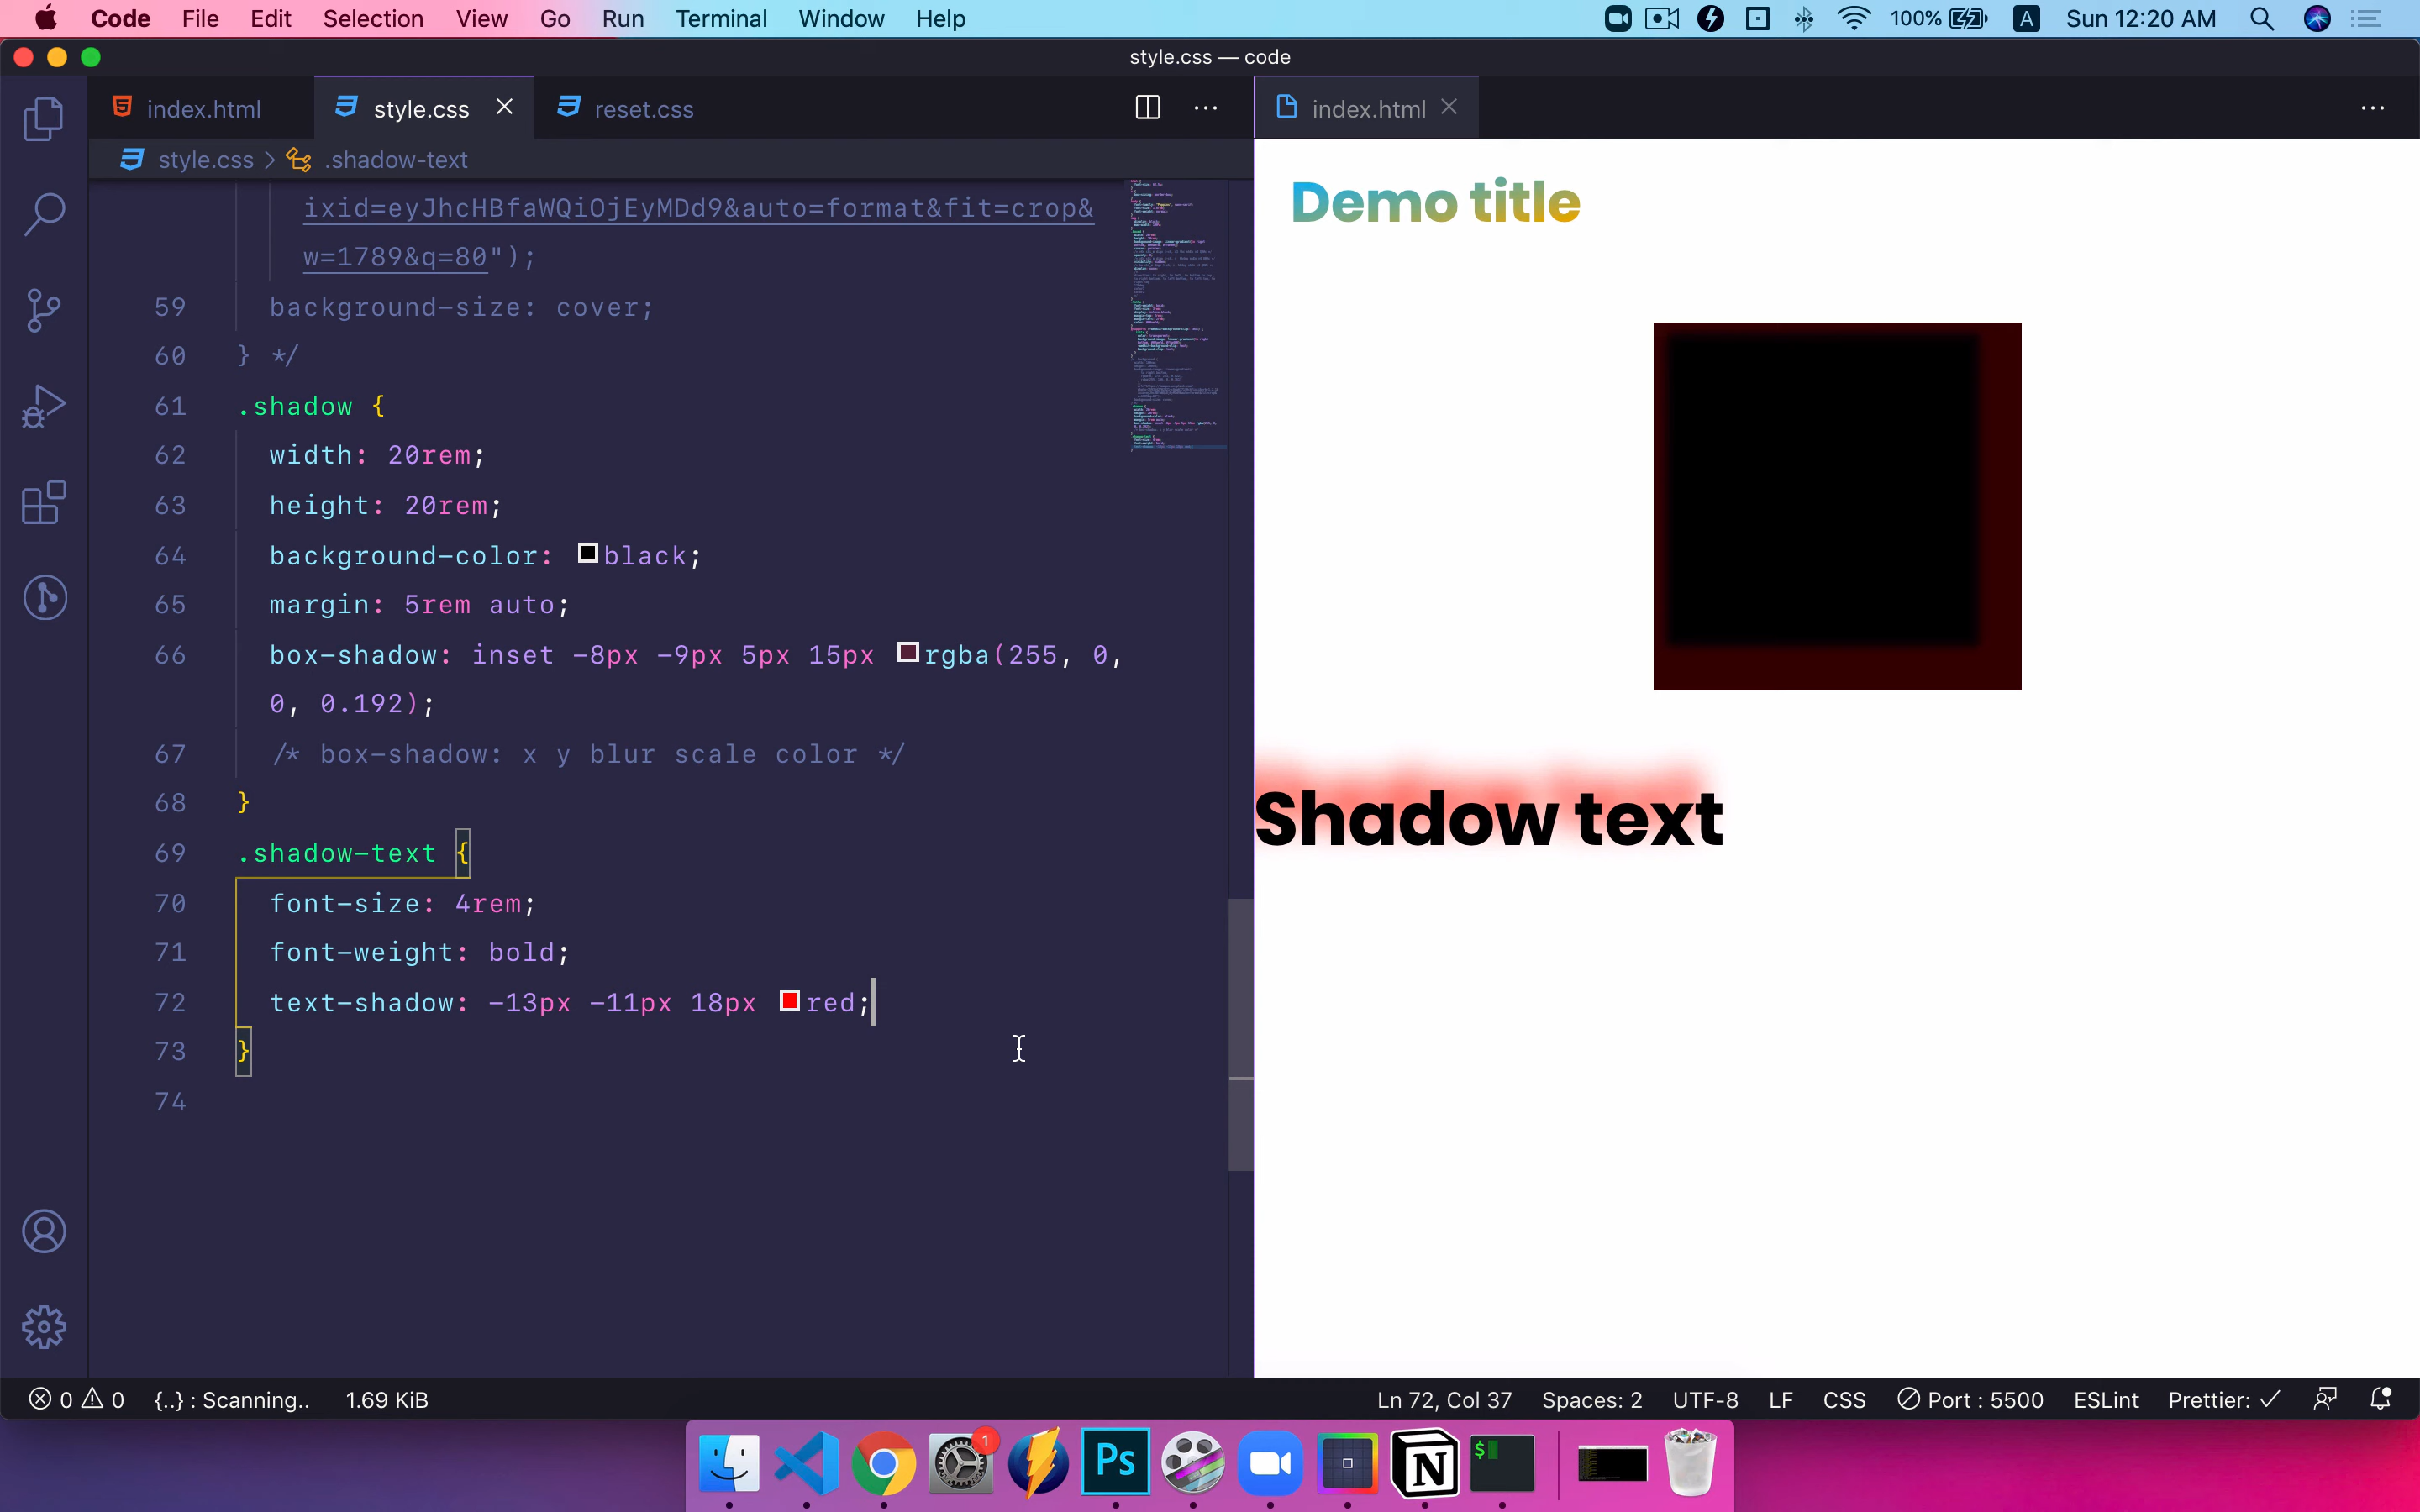 Code File Edit Selection View Go Run Terminal Window Help 100% A Sun 12:20 AM
style.css — code
index.html style.css reset.css index.html
style.css > .shadow-text
ixid=eyJhcHBfaWQiOjEyMDd9&auto=format&fit=crop&
w=1789&q=80");
59 background-size: cover;
60 } */
61 .shadow {
62 width: 20rem;
63 height: 20rem;
64 background-color: black;
65 margin: 5rem auto;
66 box-shadow: inset -8px -9px 5px 15px rgba(255, 0,
0, 0.192);
67 /* box-shadow: x y blur scale color */
68 }
69 .shadow-text {
70 font-size: 4rem;
71 font-weight: bold;
72 text-shadow: -13px -11px 18px red;
73 }
74
Demo title
Shadow text
0 0 {..} : Scanning.. 1.69 KiB Ln 72, Col 37 Spaces: 2 UTF-8 LF CSS Port : 5500 ESLint Prettier: ✓
1
Ps
N
$